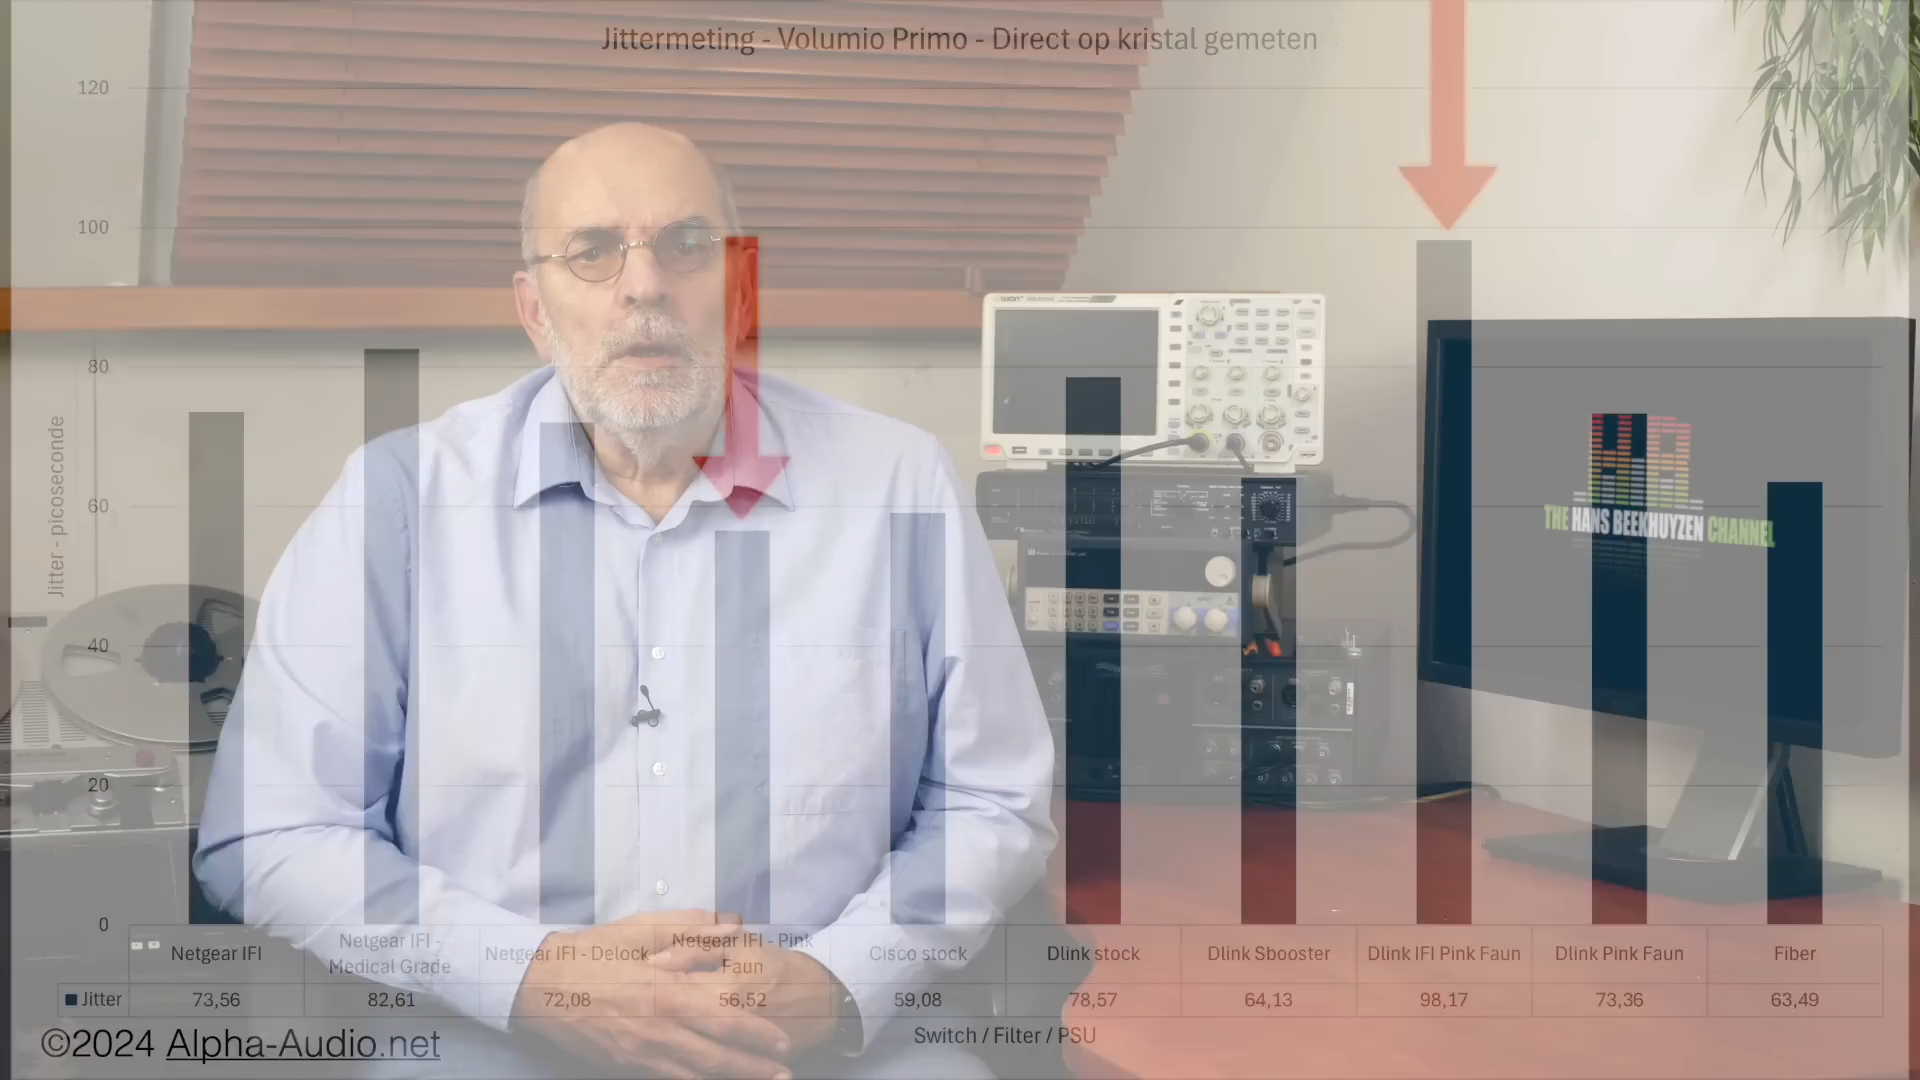 Jittermeting - Volumio Primo - Direct op kristal gemeten
120
100
80
60
40
20
0
Jitter - picoseconde
THE HANS BEEKHUYZEN CHANNEL
Netgear IFI
Netgear IFI -
Medical Grade
Netgear IFI - Delock
Netgear IFI - Pink
Faun
Cisco stock
Dlink stock
Dlink Sbooster
Dlink IFI Pink Faun
Dlink Pink Faun
Fiber
Jitter 73,56 82,61 72,08 56,52 59,08 78,57 64,13 98,17 73,36 63,49
Switch / Filter / PSU
©2024 Alpha-Audio.net